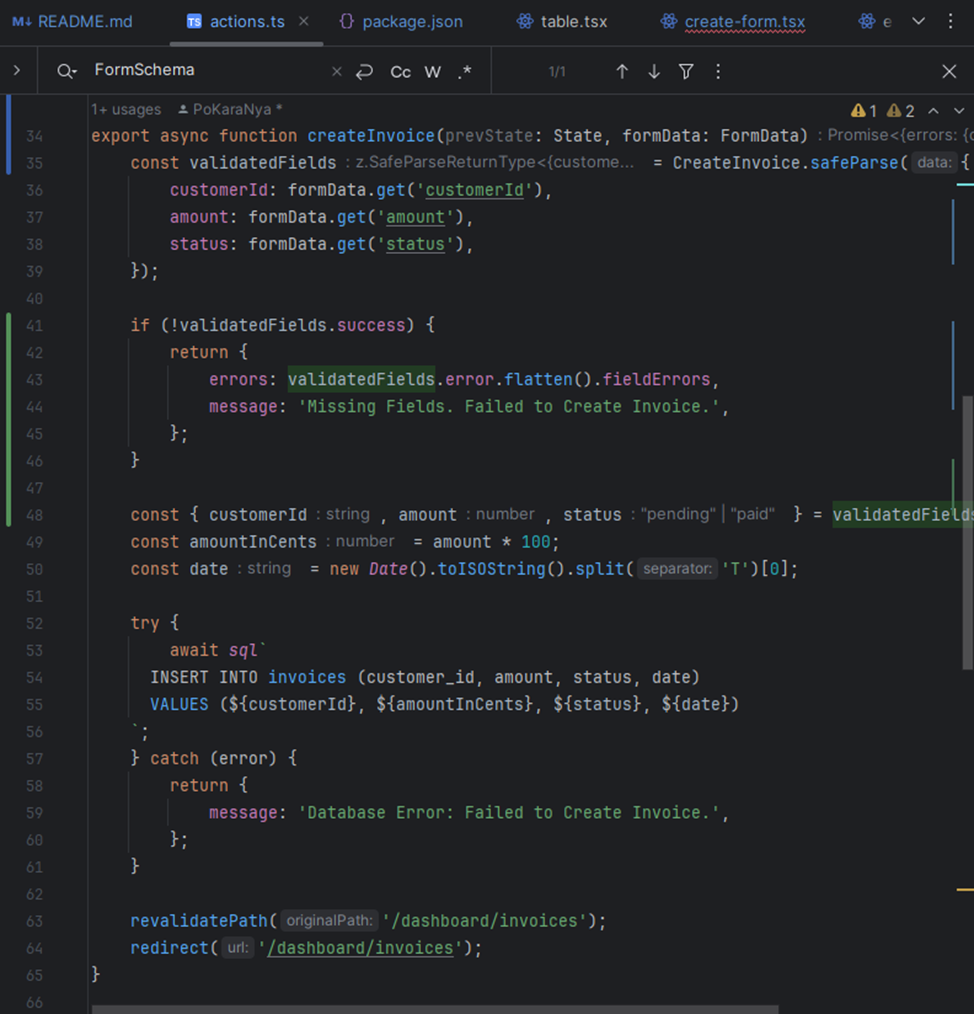 README.md actions.ts package.json table.tsx create-form.tsx e
FormSchema Cc W .* 1/1
1+ usages PoKaraNya * 1 2
34 export async function createInvoice(prevState: State, formData: FormData) : Promise<{errors: {
35 const validatedFields : z.SafeParseReturnType<{custome... = CreateInvoice.safeParse( data: {
36 customerId: formData.get('customerId'),
37 amount: formData.get('amount'),
38 status: formData.get('status'),
39 });
40
41 if (!validatedFields.success) {
42 return {
43 errors: validatedFields.error.flatten().fieldErrors,
44 message: 'Missing Fields. Failed to Create Invoice.',
45 };
46 }
47
48 const { customerId : string , amount : number , status : "pending" | "paid" } = validatedFields
49 const amountInCents : number = amount * 100;
50 const date : string = new Date().toISOString().split( separator: 'T')[0];
51
52 try {
53 await sql`
54 INSERT INTO invoices (customer_id, amount, status, date)
55 VALUES (${customerId}, ${amountInCents}, ${status}, ${date})
56 `;
57 } catch (error) {
58 return {
59 message: 'Database Error: Failed to Create Invoice.',
60 };
61 }
62
63 revalidatePath( originalPath: '/dashboard/invoices');
64 redirect( url: '/dashboard/invoices');
65 }
66